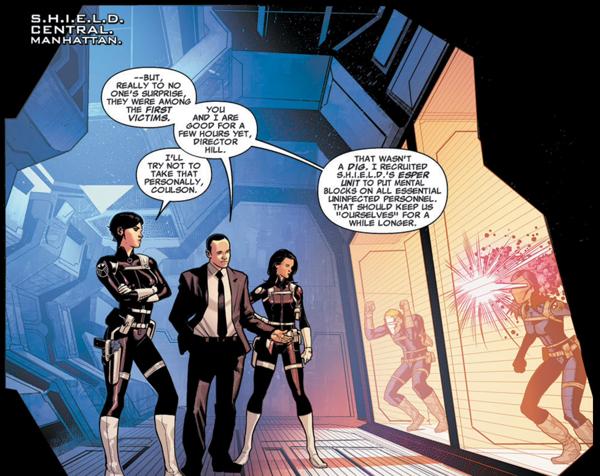 S.H.I.E.L.D.
CENTRAL.
MANHATTAN.
--BUT,
REALLY TO NO
ONE'S SURPRISE,
THEY WERE AMONG
THE FIRST
VICTIMS.
YOU
AND I ARE
GOOD FOR A
FEW HOURS YET,
DIRECTOR
HILL.
I'LL
TRY NOT TO
TAKE THAT
PERSONALLY,
COULSON.
THAT WASN'T
A DIG. I RECRUITED
S.H.I.E.L.D.'S ESPER
UNIT TO PUT MENTAL
BLOCKS ON ALL ESSENTIAL
UNINFECTED PERSONNEL.
THAT SHOULD KEEP US
"OURSELVES" FOR A
WHILE LONGER.